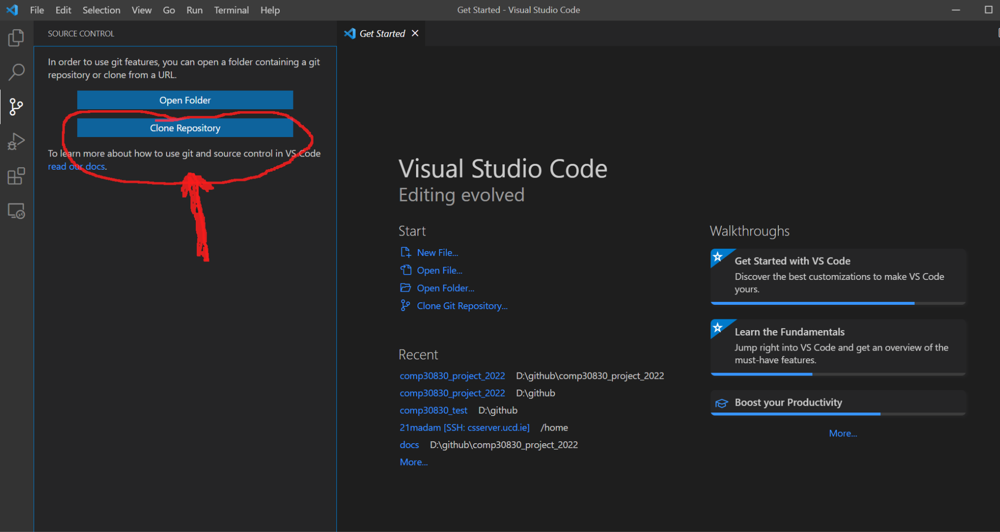 File Edit Selection View Go Run Terminal Help
Get Started - Visual Studio Code
SOURCE CONTROL
Get Started
In order to use git features, you can open a folder containing a git
repository or clone from a URL.
Open Folder
Clone Repository
To learn more about how to use git and source control in VS Code
read our docs.
Visual Studio Code
Editing evolved
Start
New File...
Open File...
Open Folder...
Clone Git Repository...
Recent
comp30830_project_2022 D:\github\comp30830_project_2022
comp30830_project_2022 D:\github
comp30830_test D:\github
21madam [SSH: csserver.ucd.ie] /home
docs D:\github\comp30830_project_2022
More...
Walkthroughs
Get Started with VS Code
Discover the best customizations to make VS Code
yours.
Learn the Fundamentals
Jump right into VS Code and get an overview of the
must-have features.
Boost your Productivity
More...